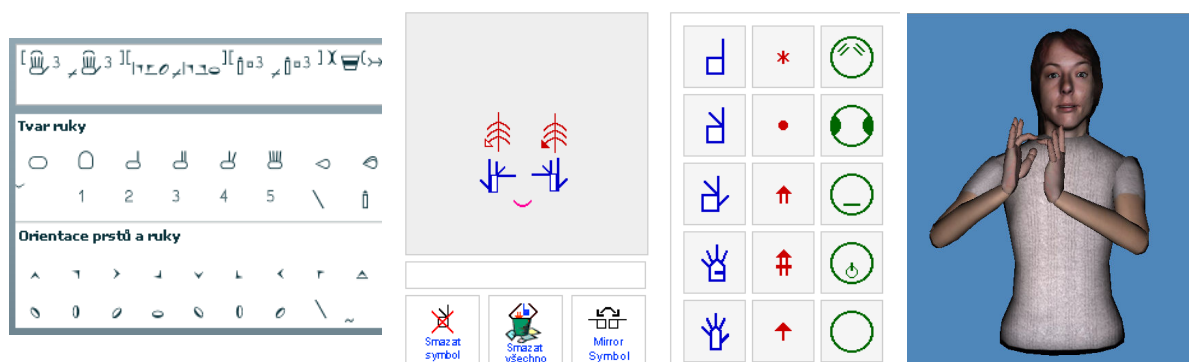 Tvar ruky
1 2 3 4 5
Orientace prstů a ruky
Smazat symbol
Smazat všechno
Mirror Symbol